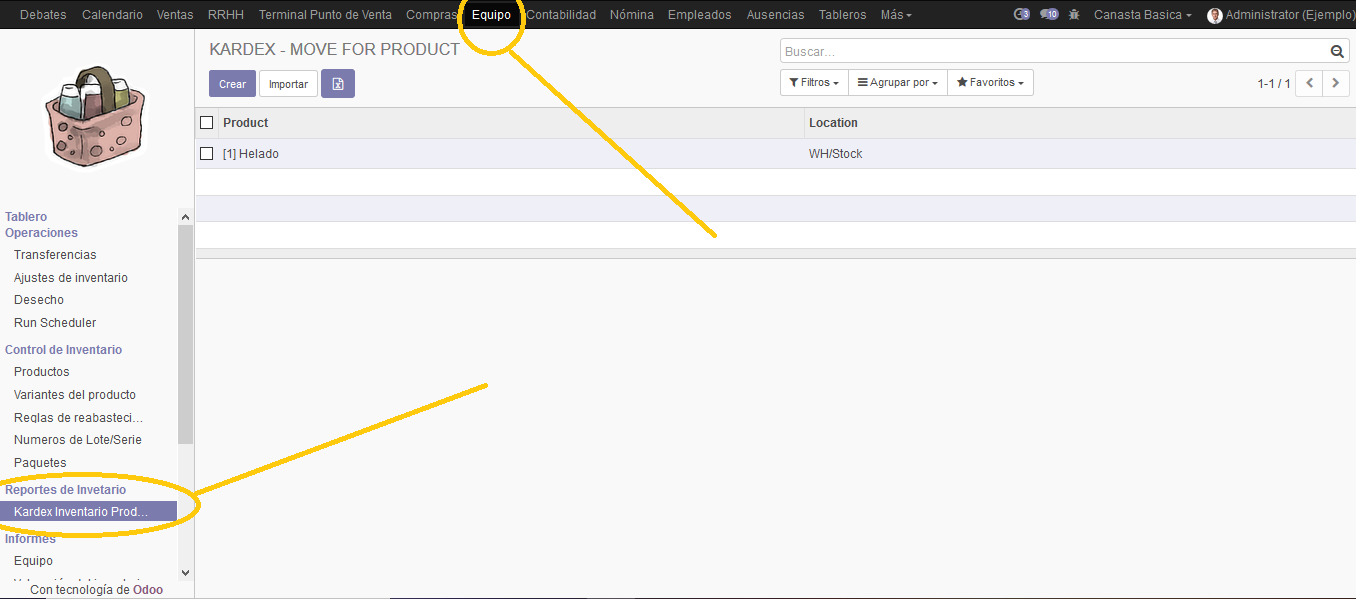 Debates Calendario Ventas RRHH Terminal Punto de Venta Compras Equipo Contabilidad Nómina Empleados Ausencias Tableros Más 3 10 Canasta Basica Administrator (Ejemplo)
KARDEX - MOVE FOR PRODUCT
Buscar...
Crear Importar
Filtros Agrupar por Favoritos
1-1 / 1
Product Location
[1] Helado WH/Stock
Tablero
Operaciones
Transferencias
Ajustes de inventario
Desecho
Run Scheduler
Control de Inventario
Productos
Variantes del producto
Reglas de reabasteci...
Numeros de Lote/Serie
Paquetes
Reportes de Invetario
Kardex Inventario Prod...
Informes
Equipo
Con tecnología de Odoo